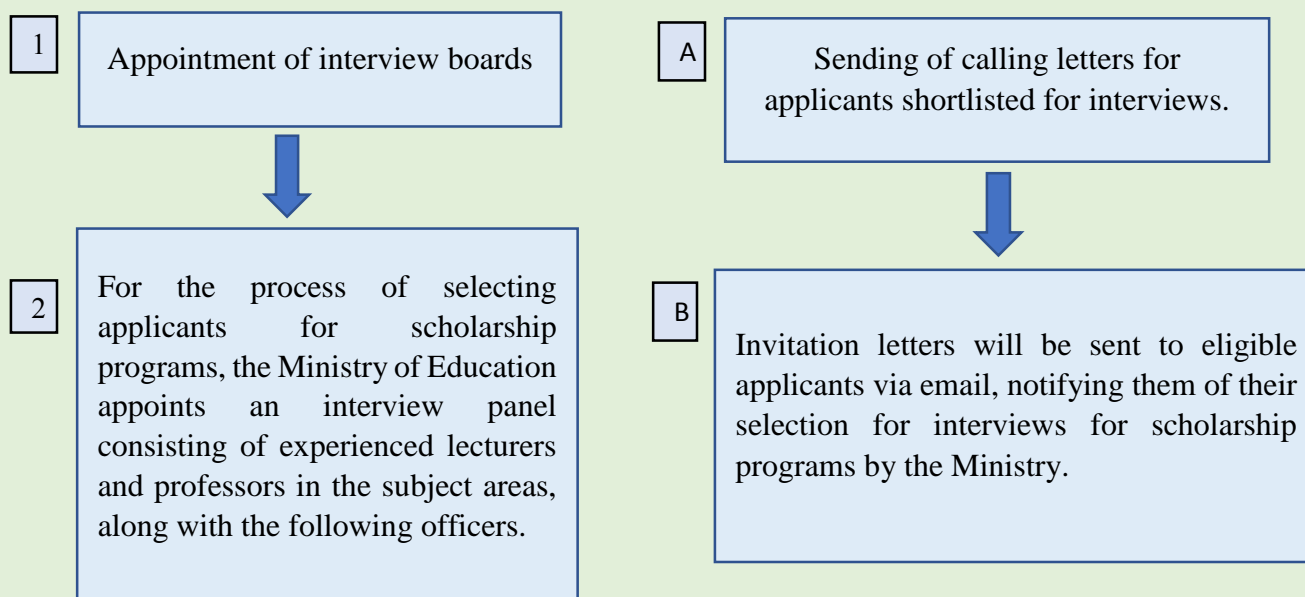 1
Appointment of interview boards
2
For the process of selecting
applicants for scholarship
programs, the Ministry of Education
appoints an interview panel
consisting of experienced lecturers
and professors in the subject areas,
along with the following officers.
A
Sending of calling letters for
applicants shortlisted for interviews.
B
Invitation letters will be sent to eligible
applicants via email, notifying them of their
selection for interviews for scholarship
programs by the Ministry.